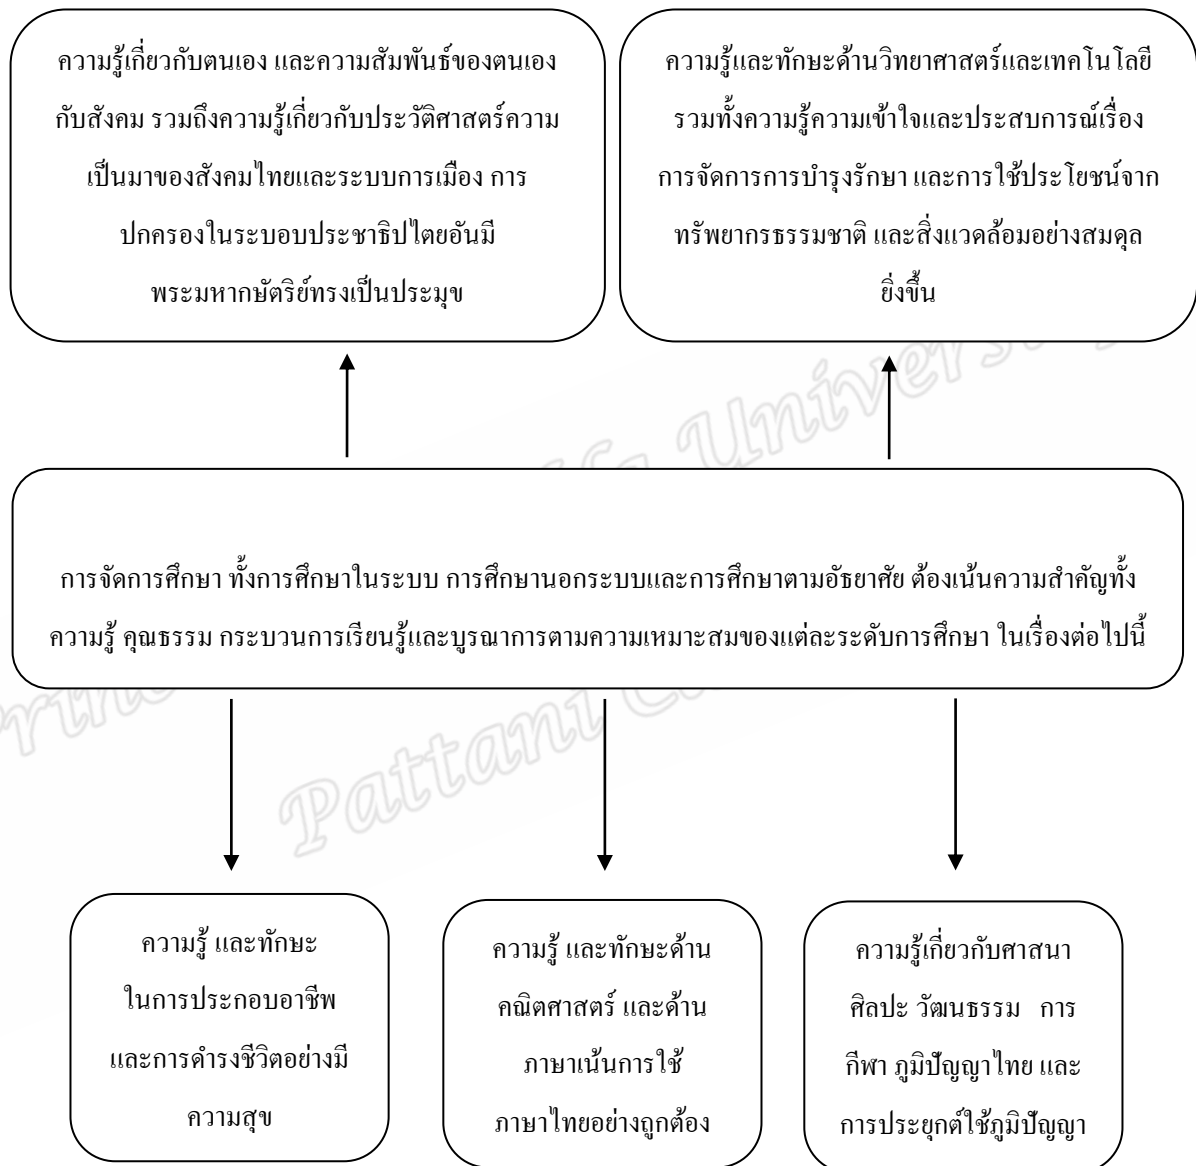 ความรู้เกี่ยวกับตนเอง และความสัมพันธ์ของตนเอง
กับสังคม รวมถึงความรู้เกี่ยวกับประวัติศาสตร์ความ
เป็นมาของสังคมไทยและระบบการเมือง การ
ปกครองในระบอบประชาธิปไตยอันมี
พระมหากษัตริย์ทรงเป็นประมุข
ความรู้และทักษะด้านวิทยาศาสตร์และเทคโนโลยี
รวมทั้งความรู้ความเข้าใจและประสบการณ์เรื่อง
การจัดการการบำรุงรักษา และการใช้ประโยชน์จาก
ทรัพยากรธรรมชาติ และสิ่งแวดล้อมอย่างสมดุล
ยิ่งขึ้น
การจัดการศึกษา ทั้งการศึกษาในระบบ การศึกษานอกระบบและการศึกษาตามอัธยาศัย ต้องเน้นความสำคัญทั้ง
ความรู้ คุณธรรม กระบวนการเรียนรู้และบูรณาการตามความเหมาะสมของแต่ละระดับการศึกษา ในเรื่องต่อไปนี้
ความรู้ และทักษะ
ในการประกอบอาชีพ
และการดำรงชีวิตอย่างมี
ความสุข
ความรู้ และทักษะด้าน
คณิตศาสตร์ และด้าน
ภาษาเน้นการใช้
ภาษาไทยอย่างถูกต้อง
ความรู้เกี่ยวกับศาสนา
ศิลปะ วัฒนธรรม การ
กีฬา ภูมิปัญญาไทย และ
การประยุกต์ใช้ภูมิปัญญา
University
Pattani